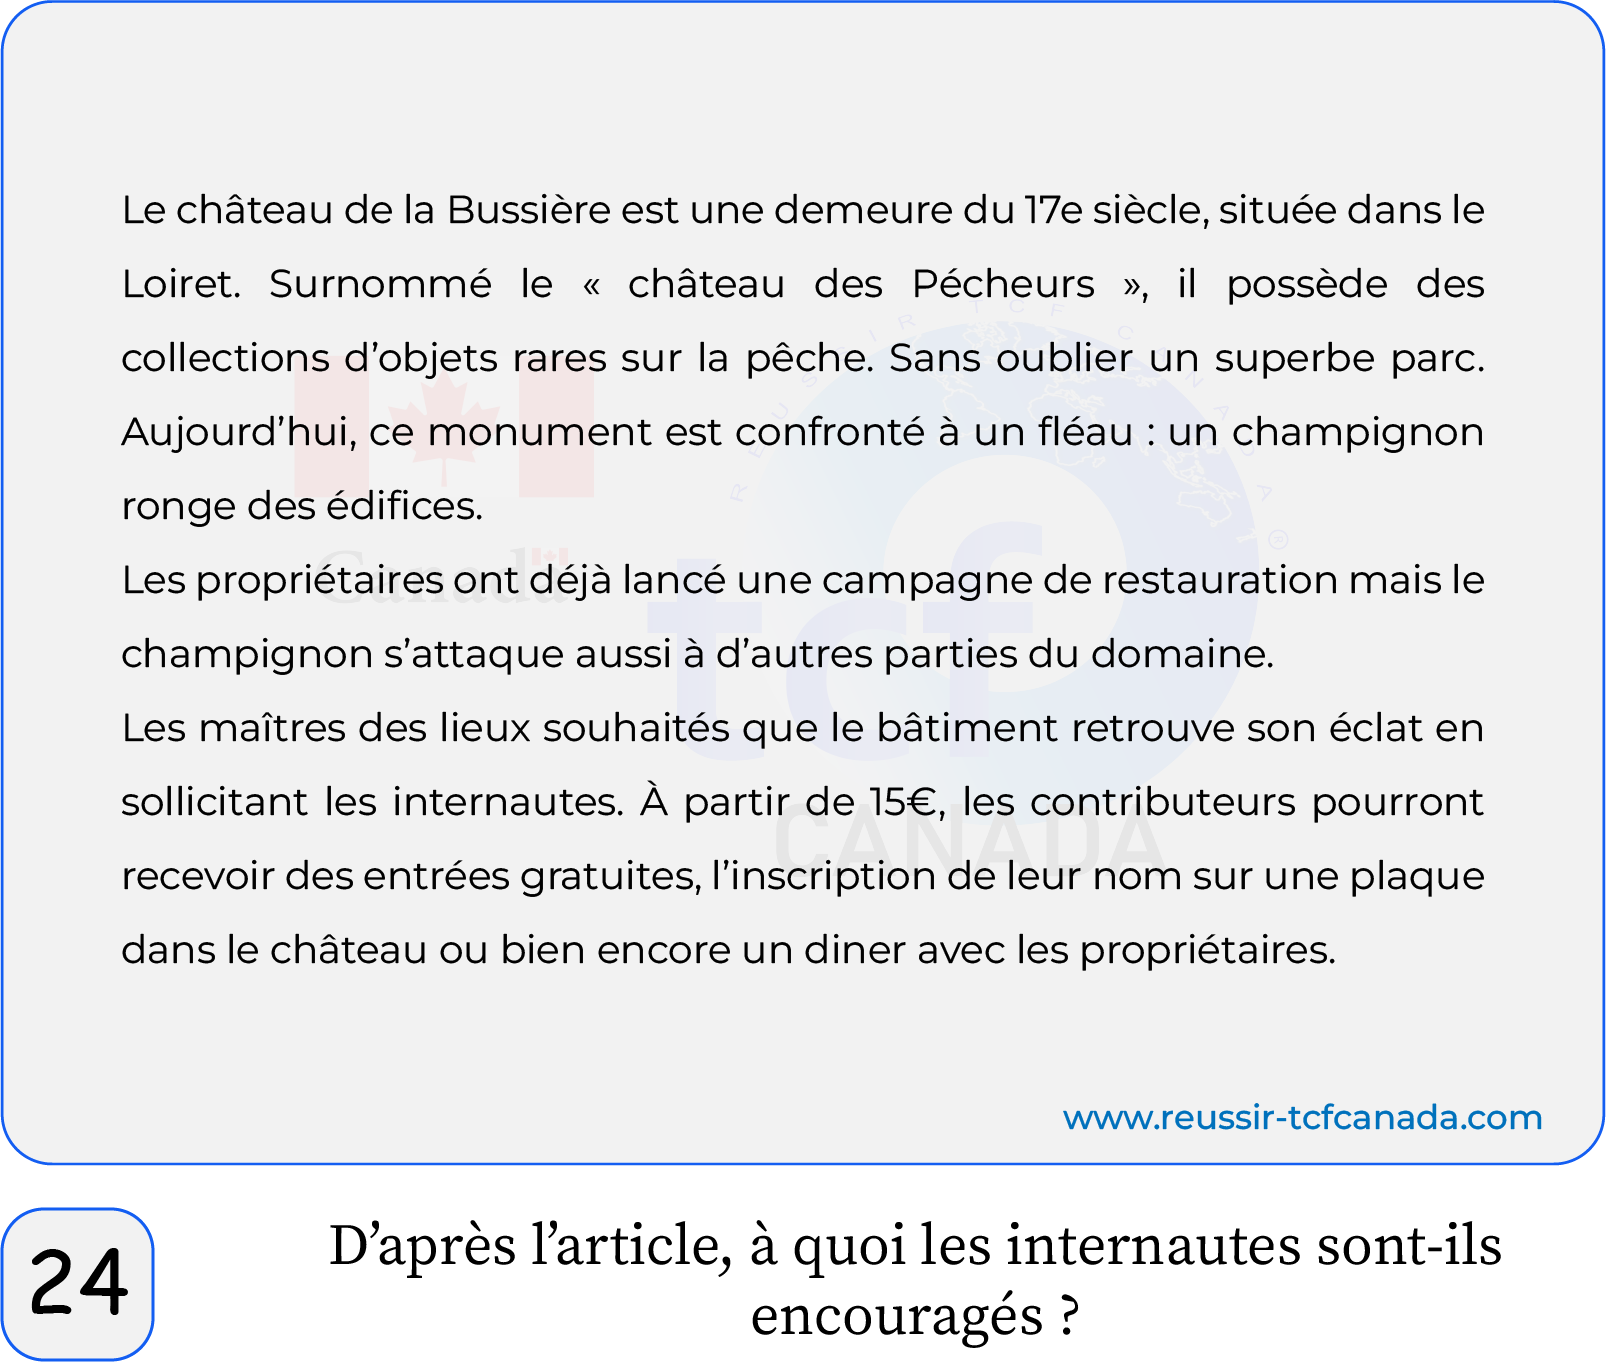 Le château de la Bussière est une demeure du 17e siècle, située dans le
Loiret. Surnommé le « château des Pécheurs », il possède des
collections d’objets rares sur la pêche. Sans oublier un superbe parc.
Aujourd’hui, ce monument est confronté à un fléau : un champignon
ronge des édifices.
Les propriétaires ont déjà lancé une campagne de restauration mais le
champignon s’attaque aussi à d’autres parties du domaine.
Les maîtres des lieux souhaités que le bâtiment retrouve son éclat en
sollicitant les internautes. À partir de 15€, les contributeurs pourront
recevoir des entrées gratuites, l’inscription de leur nom sur une plaque
dans le château ou bien encore un diner avec les propriétaires.
REUSSIR TCF CANADA ®
Canada
tcf
CANADA
www.reussir-tcfcanada.com
24
D’après l’article, à quoi les internautes sont-ils
encouragés ?